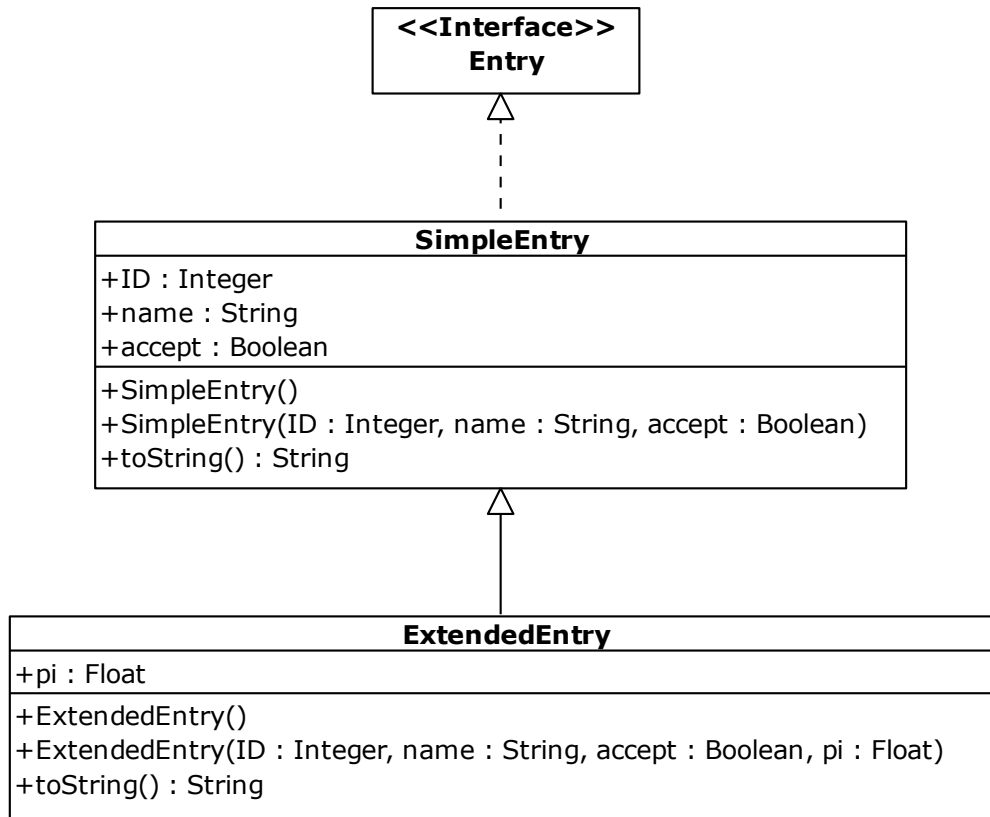 <<Interface>>
Entry
SimpleEntry
+ID : Integer
+name : String
+accept : Boolean
+SimpleEntry()
+SimpleEntry(ID : Integer, name : String, accept : Boolean)
+toString() : String
ExtendedEntry
+pi : Float
+ExtendedEntry()
+ExtendedEntry(ID : Integer, name : String, accept : Boolean, pi : Float)
+toString() : String